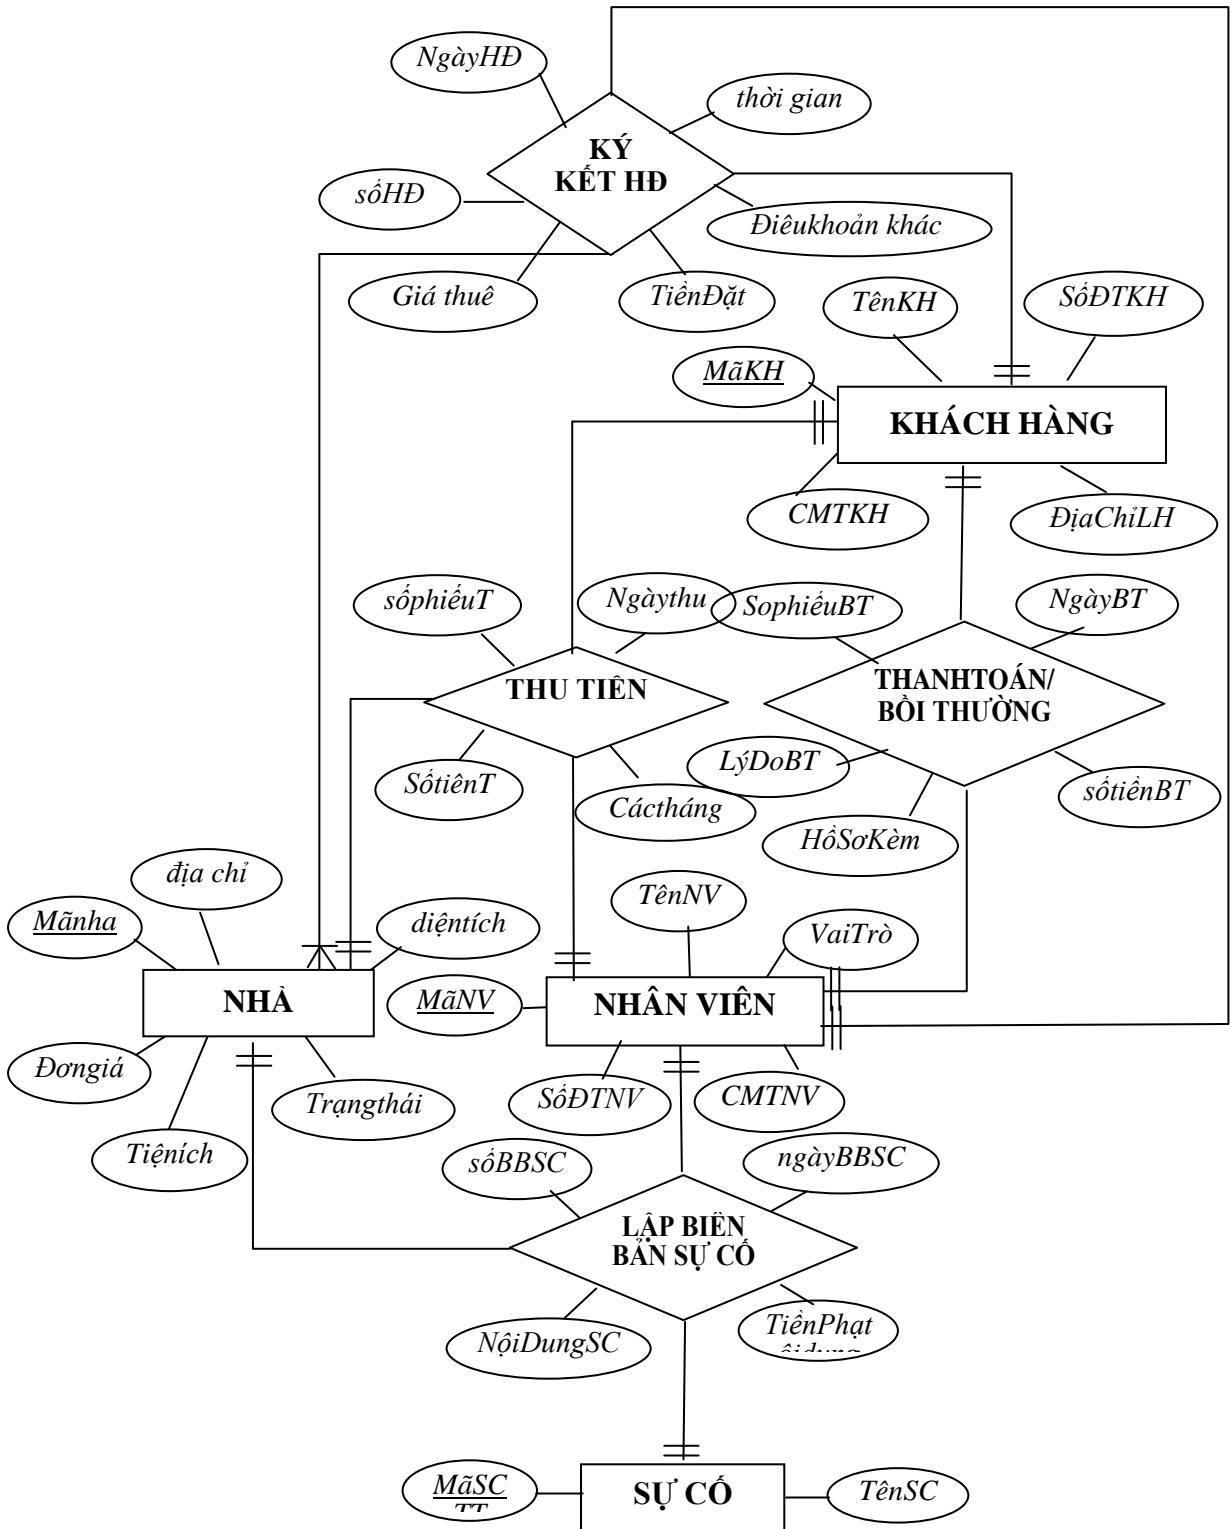 NgàyHĐ
thời gian
KÝ
KẾT HĐ
sốHĐ
Điêukhoản khác
Giá thuê
TiềnĐặt
TênKH
SốĐTKH
MãKH
KHÁCH HÀNG
CMTKH
ĐịaChỉLH
sốphiếuT
Ngàythu
SophiếuBT
NgàyBT
THU TIÊN
THANHTOÁN/
BỒI THƯỜNG
LýDoBT
SốtiênT
Cáctháng
sốtiềnBT
HồSơKèm
địa chỉ
TênNV
Mãnha
diệntích
VaiTrò
NHÀ
MãNV
NHÂN VIÊN
Đơngiá
Trạngthái
SốĐTNV
CMTNV
Tiệních
sốBBSC
ngàyBBSC
LẬP BIÊN
BẢN SỰ CỐ
NộiDungSC
TiềnPhạt
MãSC
SỰ CỐ
TênSC